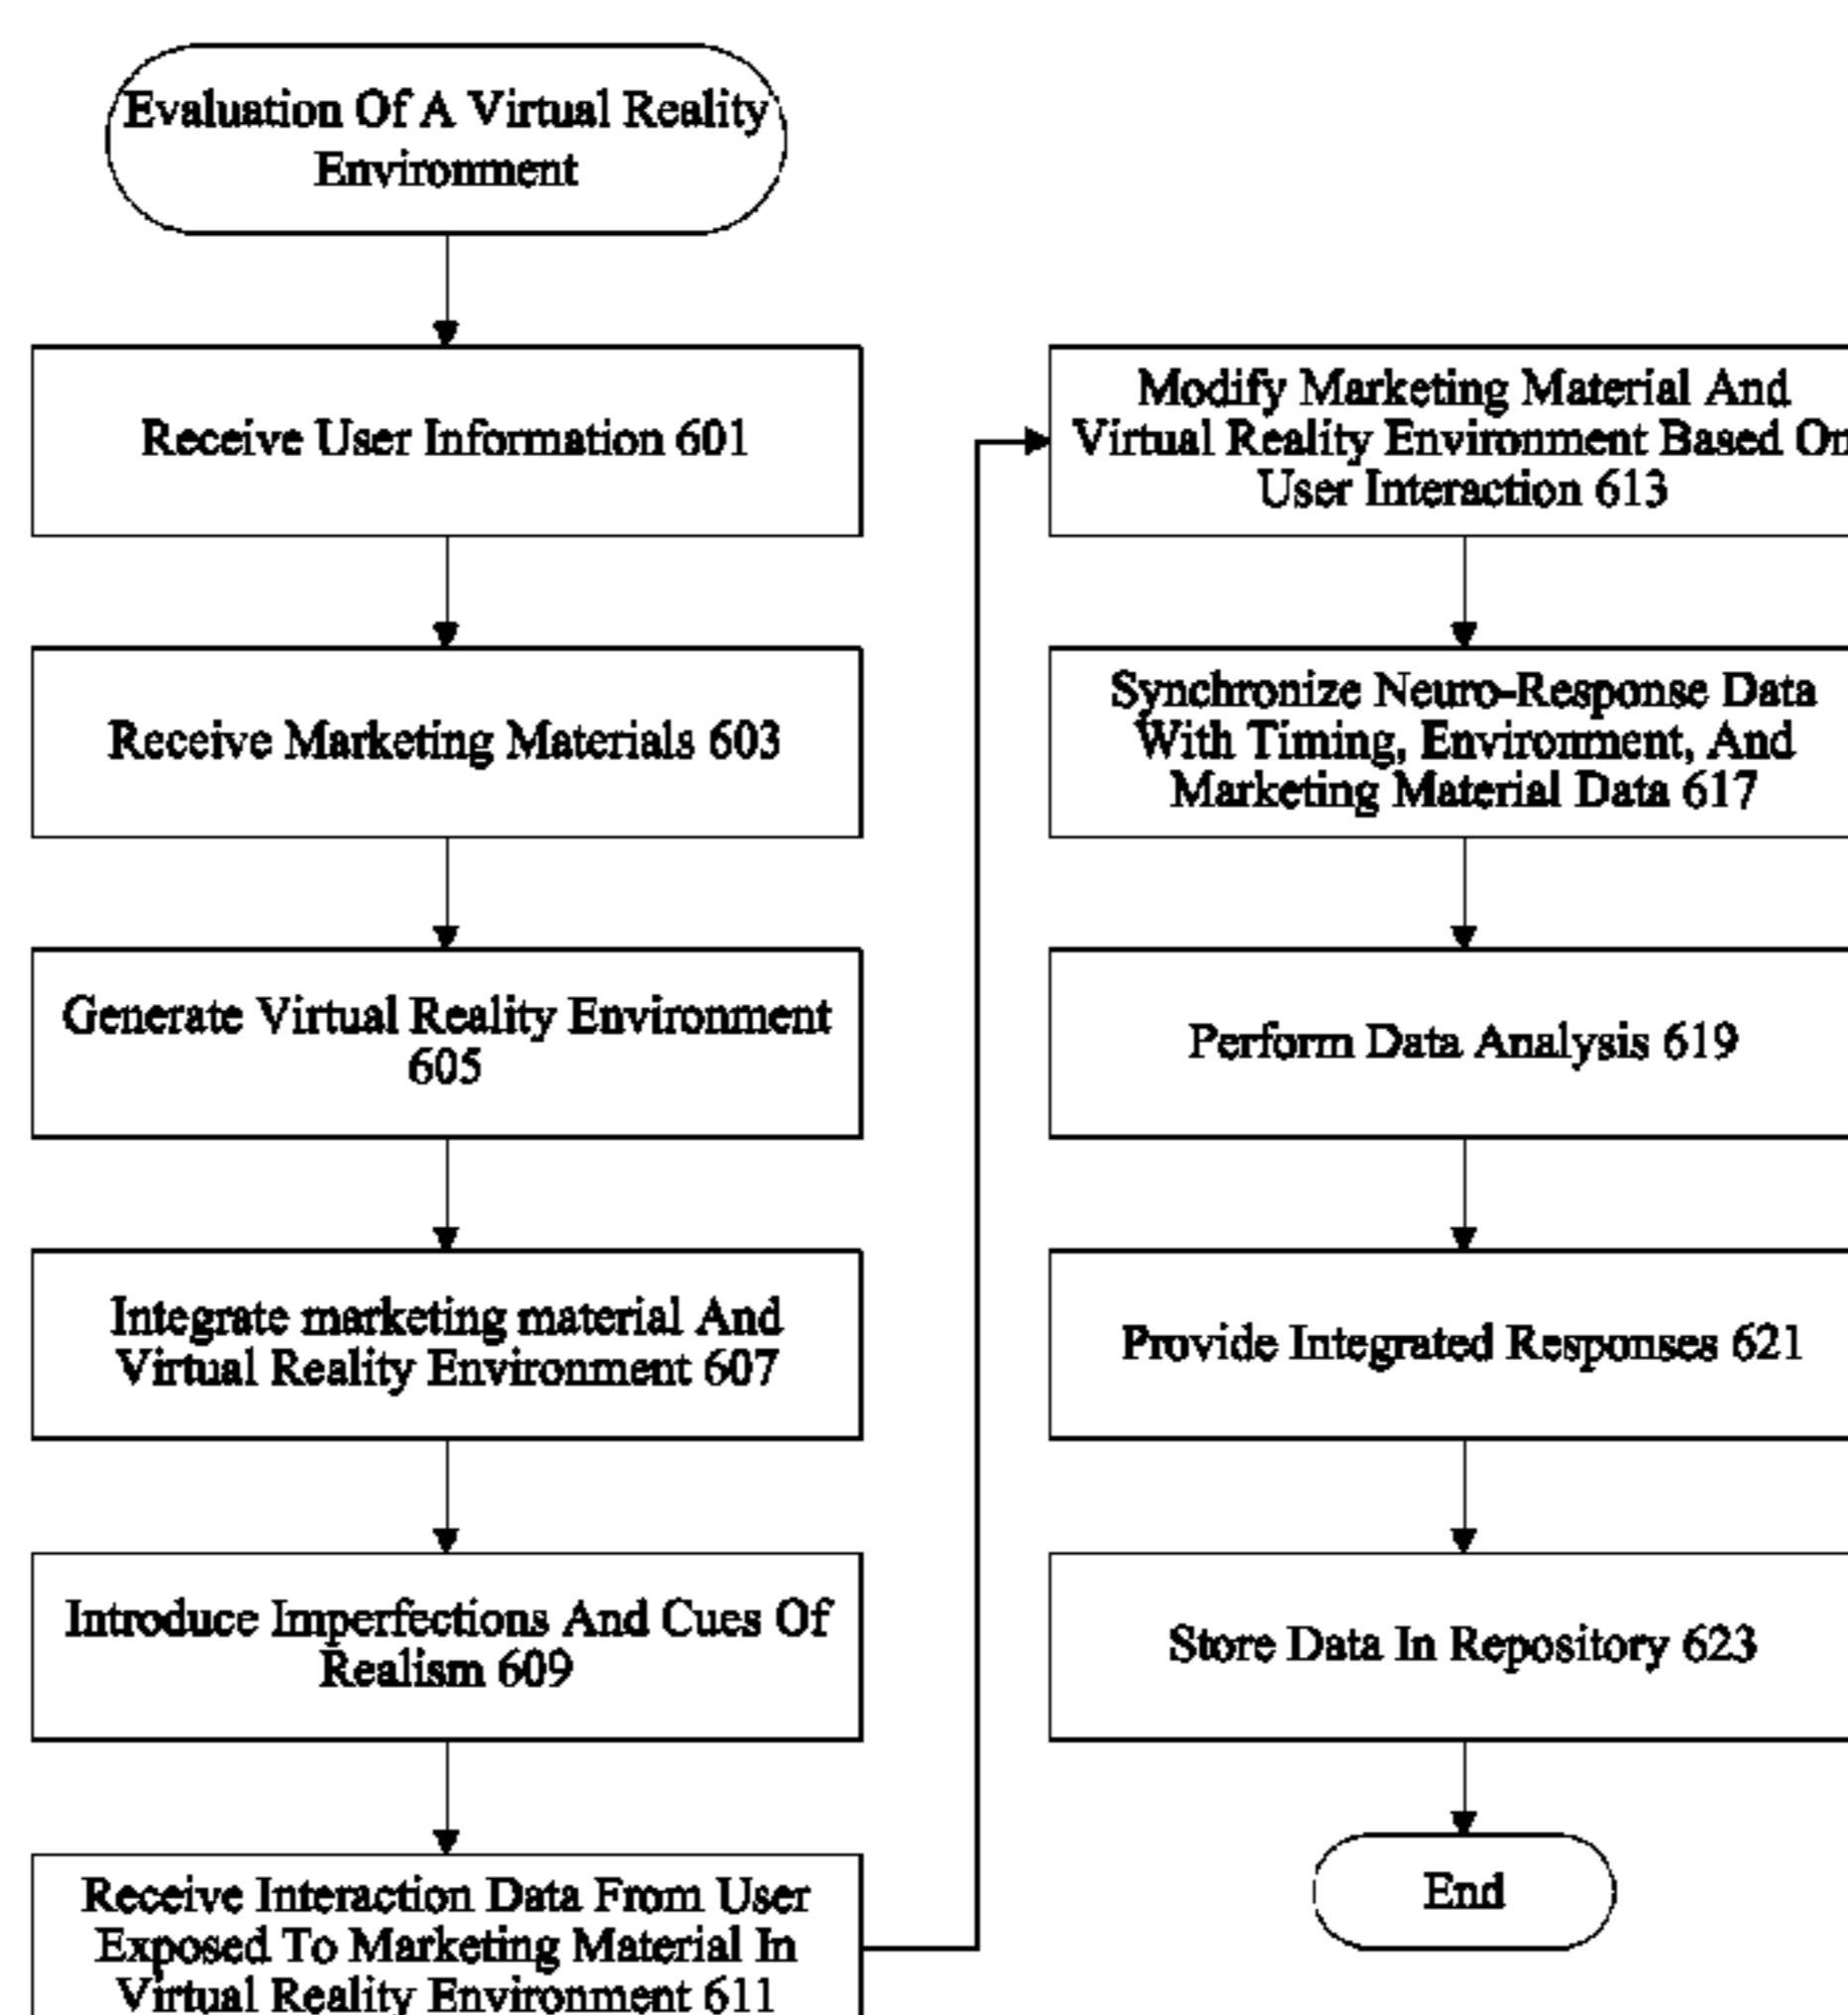 Evaluation Of A Virtual Reality
Environment
Receive User Information 601
Receive Marketing Materials 603
Generate Virtual Reality Environment
605
Integrate marketing material And
Virtual Reality Environment 607
Introduce Imperfections And Cues Of
Realism 609
Receive Interaction Data From User
Exposed To Marketing Material In
Virtual Reality Environment 611
Modify Marketing Material And
Virtual Reality Environment Based On
User Interaction 613
Synchronize Neuro-Response Data
With Timing, Environment, And
Marketing Material Data 617
Perform Data Analysis 619
Provide Integrated Responses 621
Store Data In Repository 623
End